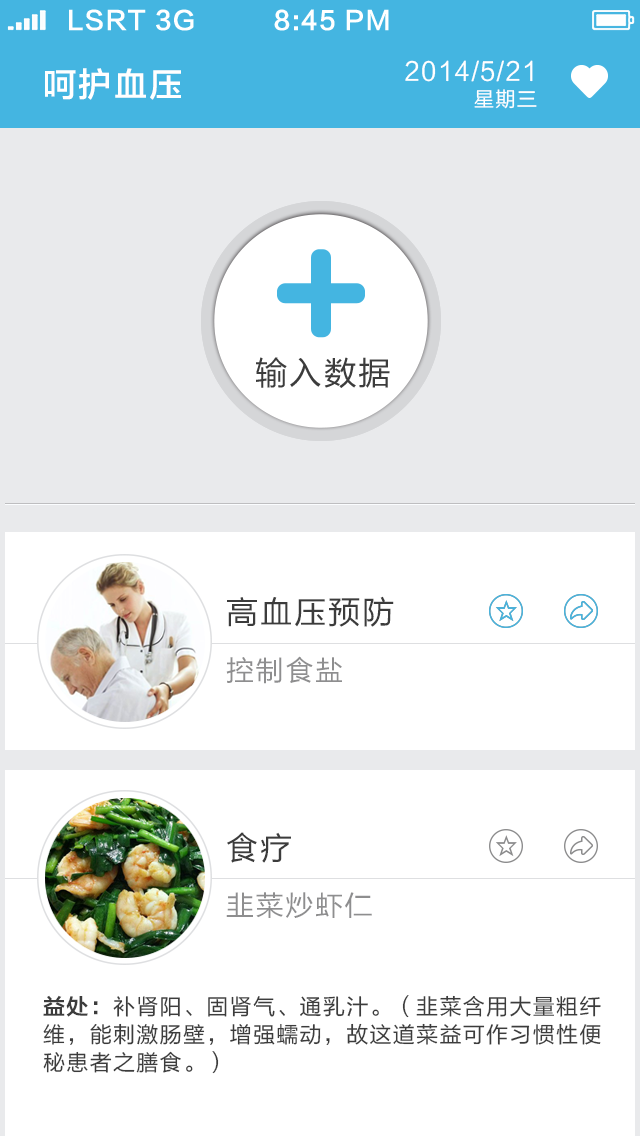 LSRT 3G 8:45 PM
呵护血压
2014/5/21
星期三
输入数据
高血压预防
控制食盐
食疗
韭菜炒虾仁
益处：补肾阳、固肾气、通乳汁。（韭菜含用大量粗纤
维，能刺激肠壁，增强蠕动，故这道菜益可作习惯性便
秘患者之膳食。）